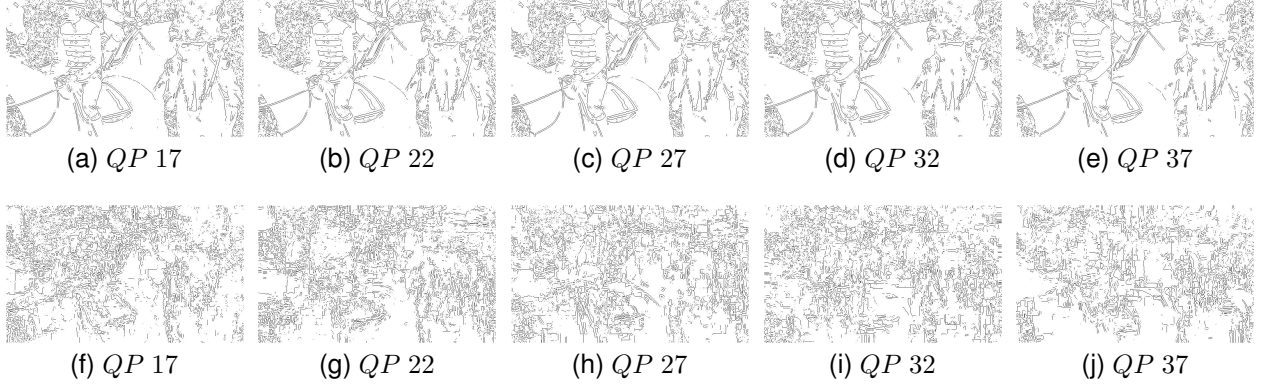 (a) QP 17 (b) QP 22 (c) QP 27 (d) QP 32 (e) QP 37
(f) QP 17 (g) QP 22 (h) QP 27 (i) QP 32 (j) QP 37